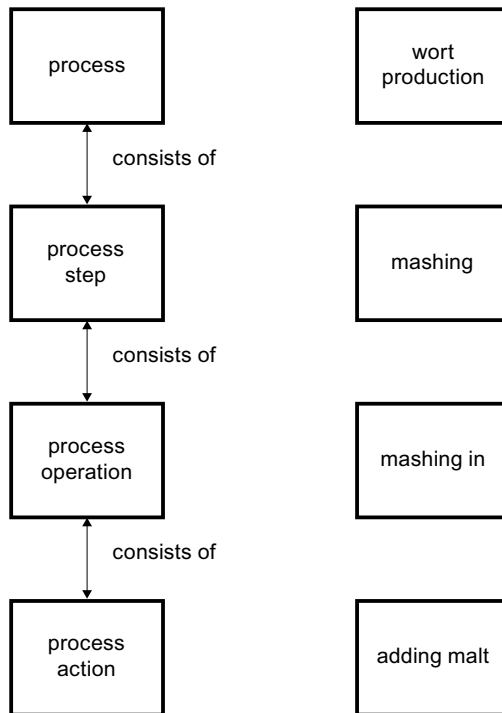 process
wort
production
consists of
process
step
mashing
consists of
process
operation
mashing in
consists of
process
action
adding malt